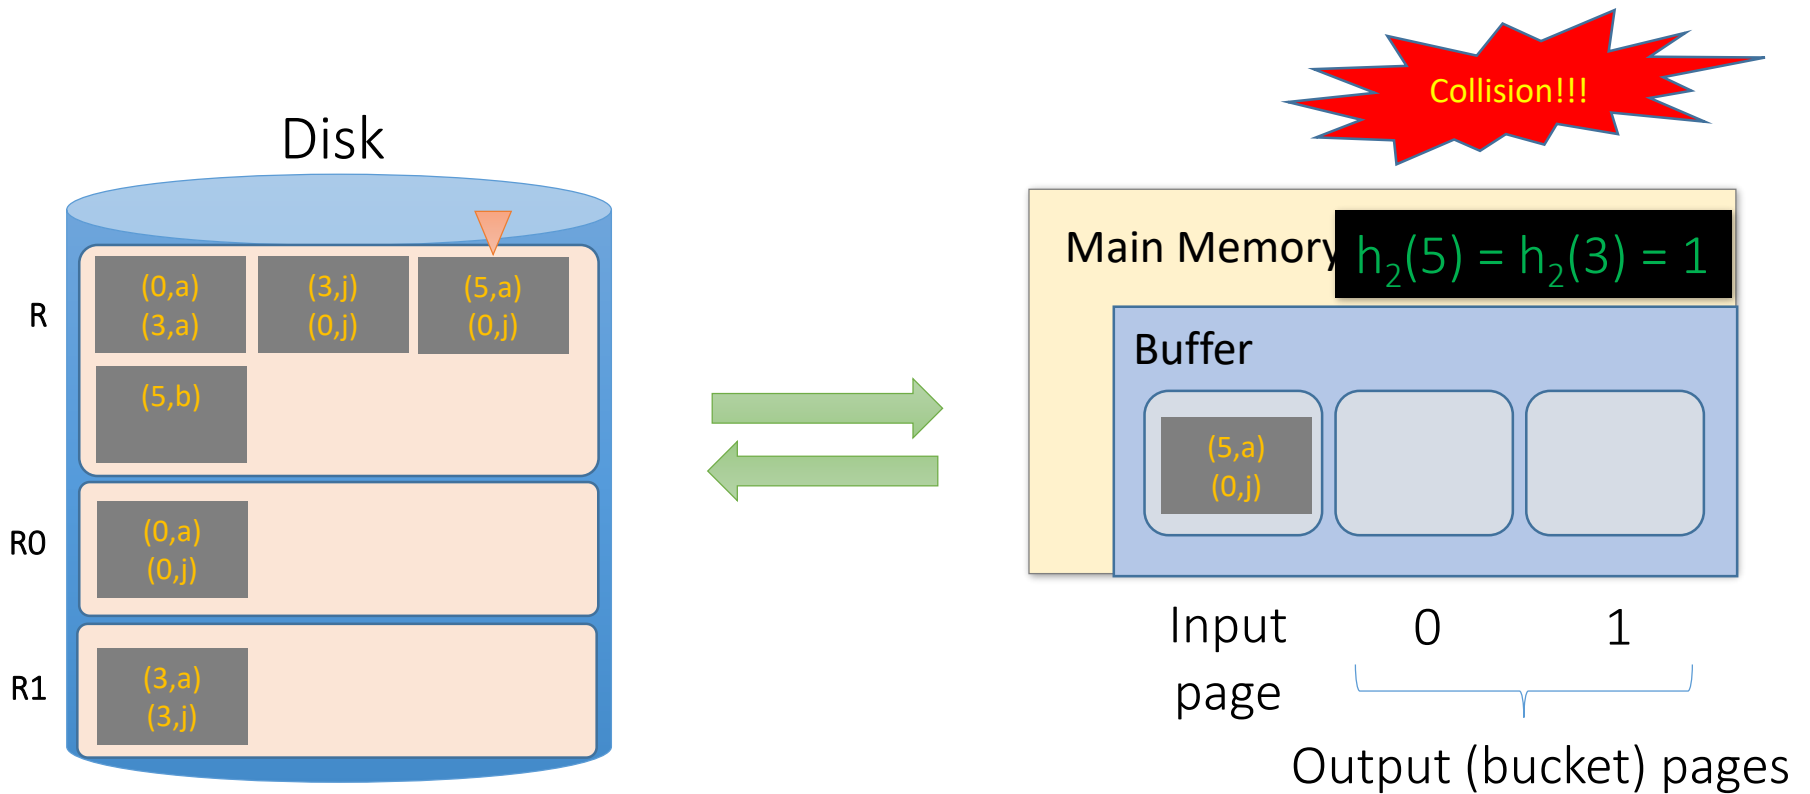 Collision!!!
Disk
Main Memory
h₂(5) = h₂(3) = 1
R
(0,a)
(3,a)
(3,j)
(0,j)
(5,a)
(0,j)
(5,b)
Buffer
(5,a)
(0,j)
R0
(0,a)
(0,j)
R1
(3,a)
(3,j)
Input
page
0
1
Output (bucket) pages